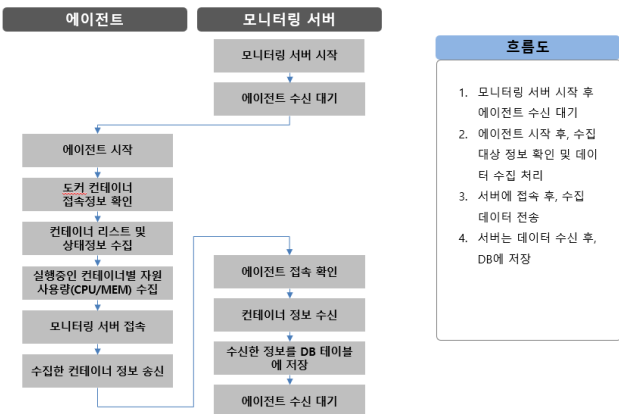 에이전트
모니터링 서버
모니터링 서버 시작
에이전트 수신 대기
에이전트 시작
도커 컨테이너
접속정보 확인
컨테이너 리스트 및
상태정보 수집
실행중인 컨테이너별 자원
사용량(CPU/MEM) 수집
모니터링 서버 접속
수집한 컨테이너 정보 송신
에이전트 접속 확인
컨테이너 정보 수신
수신한 정보를 DB 테이블
에 저장
에이전트 수신 대기
흐름도
1. 모니터링 서버 시작 후
에이전트 수신 대기
2. 에이전트 시작 후, 수집
대상 정보 확인 및 데이
터 수집 처리
3. 서버에 접속 후, 수집
데이터 전송
4. 서버는 데이터 수신 후,
DB에 저장